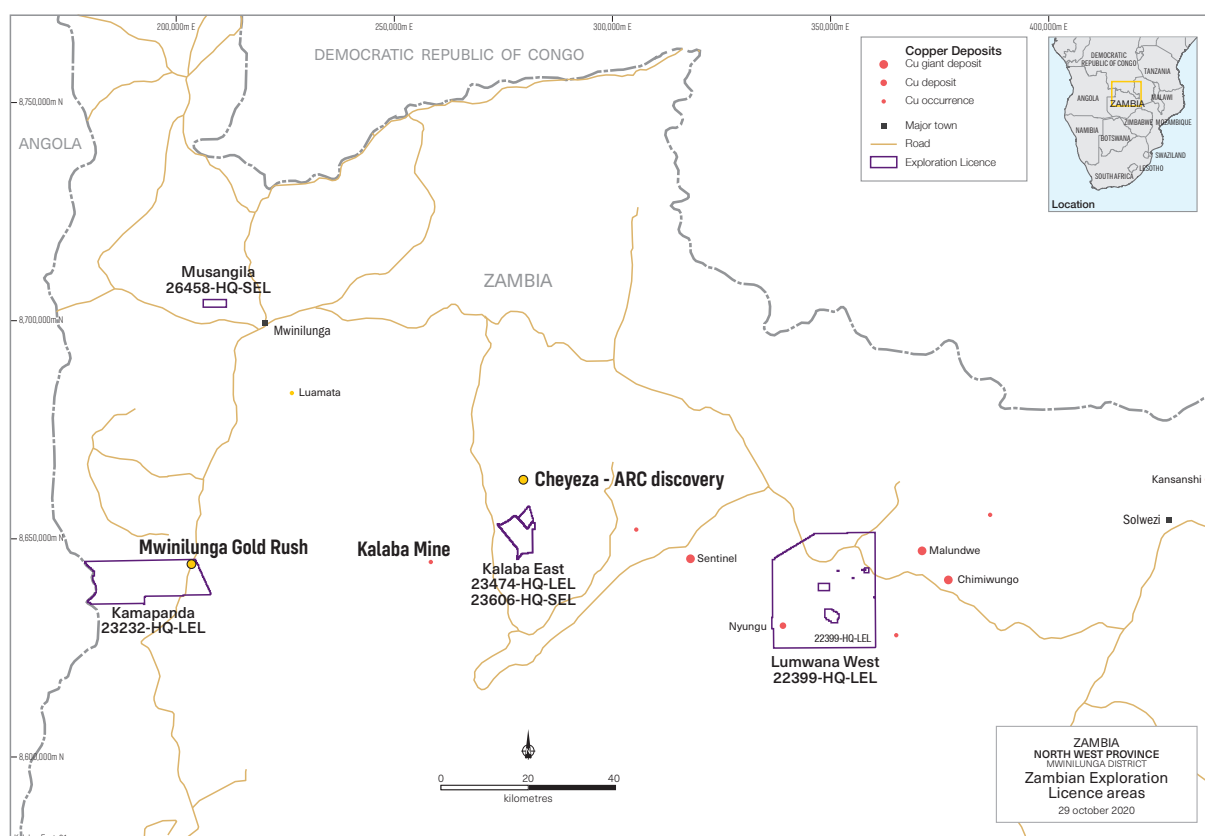 200,000m E
250,000m E
300,000m E
350,000m E
400,000m E
8,750,000m N
8,700,000m N
8,650,000m N
8,600,000m N
DEMOCRATIC REPUBLIC OF CONGO
ANGOLA
ZAMBIA
Copper Deposits
Cu giant deposit
Cu deposit
Cu occurrence
Major town
Road
Exploration Licence
DEMOCRATIC
REPUBLIC OF CONGO
TANZANIA
ANGOLA
MALAWI
ZAMBIA
ZIMBABWE
MOZAMBIQUE
NAMIBIA
BOTSWANA
SWAZILAND
LESOTHO
SOUTH AFRICA
Location
Musangila
26458-HQ-SEL
Mwinilunga
Luamata
Cheyeza - ARC discovery
Kansanshi
Solwezi
Mwinilunga Gold Rush
Kalaba Mine
Kalaba East
23474-HQ-LEL
23606-HQ-SEL
Sentinel
Malundwe
Chimiwungo
Kamapanda
23232-HQ-LEL
Nyungu
22399-HQ-LEL
Lumwana West
22399-HQ-LEL
0
20
40
kilometres
ZAMBIA
NORTH WEST PROVINCE
MWINILUNGA DISTRICT
Zambian Exploration
Licence areas
29 october 2020